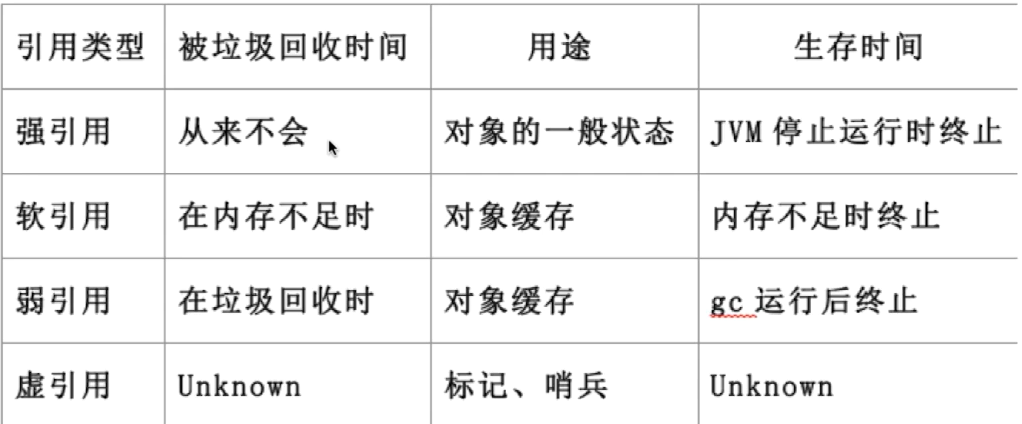 引用类型 被垃圾回收时间 用途 生存时间
强引用 从来不会 对象的一般状态 JVM 停止运行时终止
软引用 在内存不足时 对象缓存 内存不足时终止
弱引用 在垃圾回收时 对象缓存 gc 运行后终止
虚引用 Unknown 标记、哨兵 Unknown